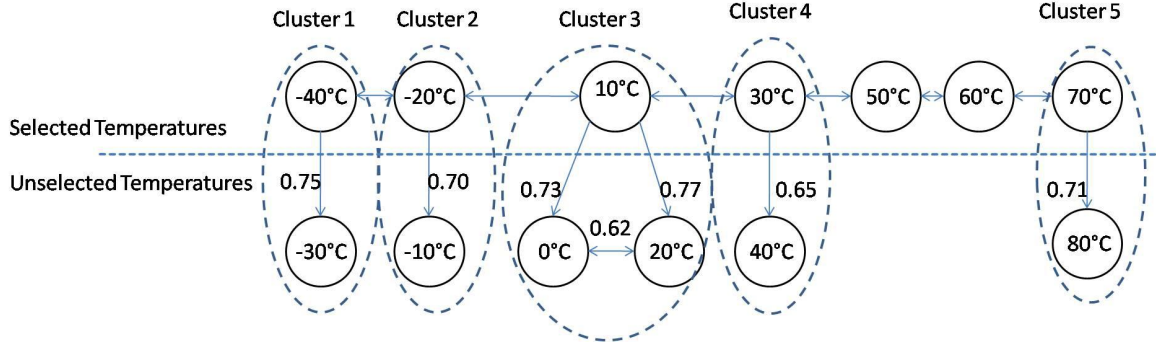 Cluster 1
Cluster 2
Cluster 3
Cluster 4
Cluster 5
-40°C
-20°C
10°C
30°C
50°C
60°C
70°C
Selected Temperatures
Unselected Temperatures
0.75
0.70
0.73
0.77
0.65
0.71
0.62
-30°C
-10°C
0°C
20°C
40°C
80°C